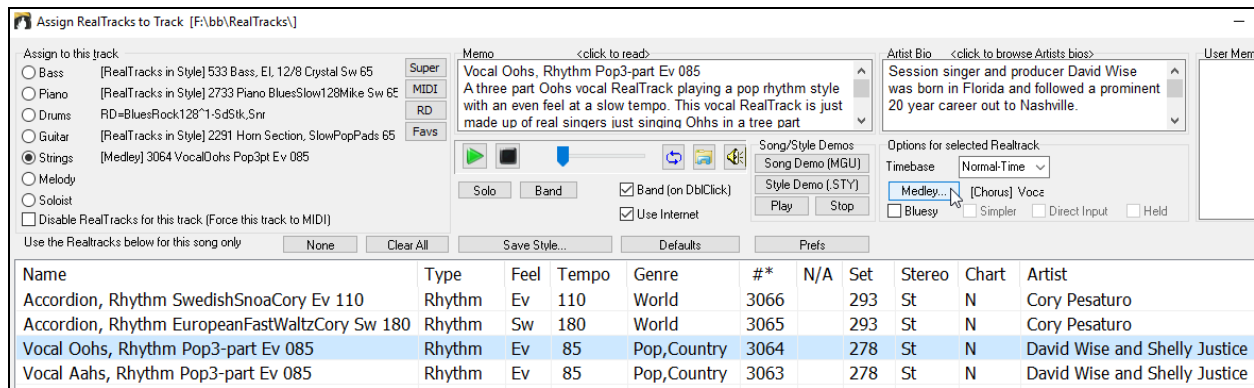 Assign RealTracks to Track [F:\bb\RealTracks\]
Assign to this track
Bass [RealTracks in Style] 533 Bass, El, 12/8 Crystal Sw 65
Piano [RealTracks in Style] 2733 Piano BluesSlow128Mike Sw 65
Drums RD=BluesRock128^1-SdStk,Snr
Guitar [RealTracks in Style] 2291 Horn Section, SlowPopPads 65
Strings [Medley] 3064 VocalOohs Pop3pt Ev 085
Melody
Soloist
Disable RealTracks for this track (Force this track to MIDI)
Super
MIDI
RD
Favs
Memo <click to read>
Vocal Oohs, Rhythm Pop3-part Ev 085
A three part Oohs vocal RealTrack playing a pop rhythm style
with an even feel at a slow tempo. This vocal RealTrack is just
made up of real singers just singing Ohhs in a tree part
Solo Band
Band (on DblClick)
Use Internet
Song/Style Demos
Song Demo (MGU)
Style Demo (.STY)
Play Stop
Artist Bio <click to browse Artists bios>
Session singer and producer David Wise
was born in Florida and followed a prominent
20 year career out to Nashville.
Options for selected Realtrack
Timebase Normal-Time
Medley... [Chorus] Voca
Bluesy Simpler Direct Input Held
User Mem
Use the Realtracks below for this song only None Clear All Save Style... Defaults Prefs
Name Type Feel Tempo Genre #* N/A Set Stereo Chart Artist
Accordion, Rhythm SwedishSnoaCory Ev 110 Rhythm Ev 110 World 3066 293 St N Cory Pesaturo
Accordion, Rhythm EuropeanFastWaltzCory Sw 180 Rhythm Sw 180 World 3065 293 St N Cory Pesaturo
Vocal Oohs, Rhythm Pop3-part Ev 085 Rhythm Ev 85 Pop,Country 3064 278 St N David Wise and Shelly Justice
Vocal Aahs, Rhythm Pop3-part Ev 085 Rhythm Ev 85 Pop,Country 3063 278 St N David Wise and Shelly Justice